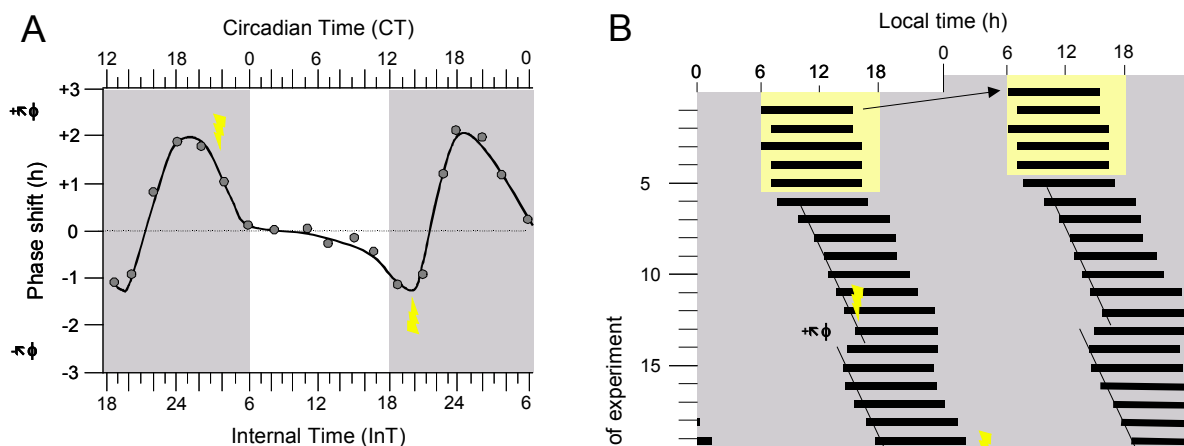 A
Circadian Time (CT)
12 18 0 6 12 18 0
+3
+2
+1
0
-1
-2
-3
Phase shift (h)
18 24 6 12 18 24 6
Internal Time (InT)
B
Local time (h)
0 6 12 18 0 6 12 18
5
10
15
of experiment